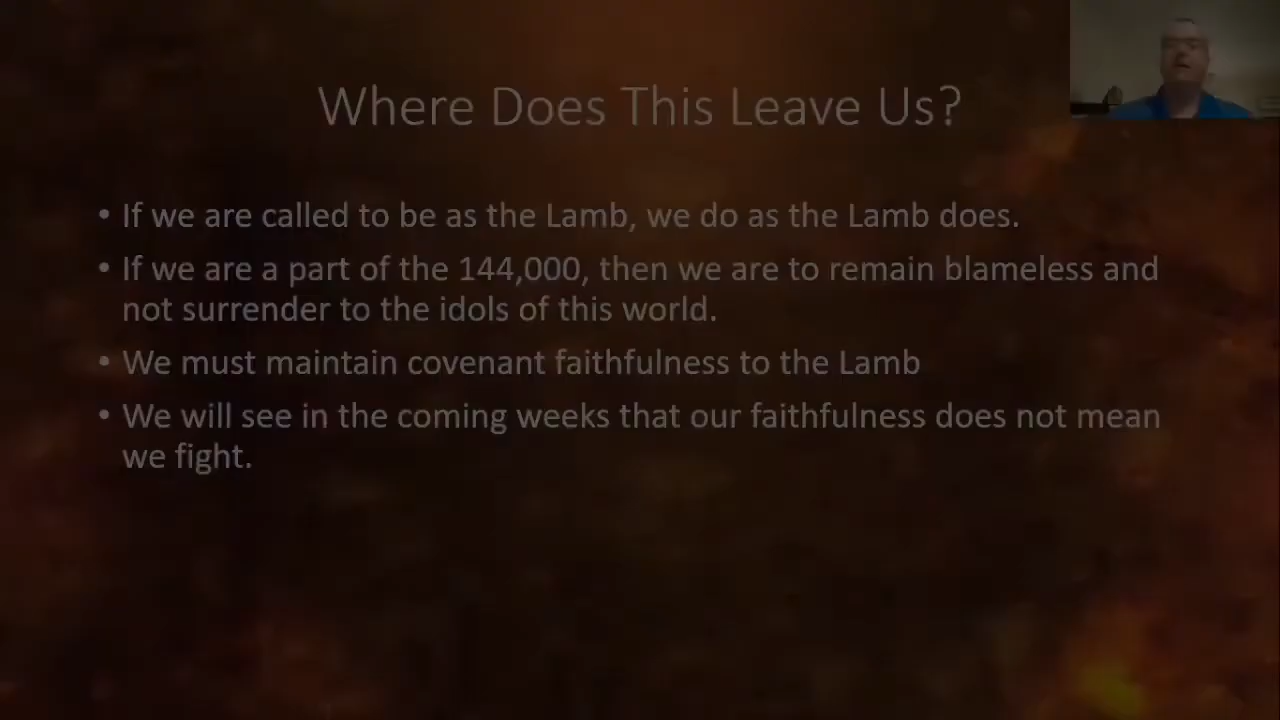 Where Does This Leave Us?
• If we are called to be as the Lamb, we do as the Lamb does.
• If we are a part of the 144,000, then we are to remain blameless and
not surrender to the idols of this world.
• We must maintain covenant faithfulness to the Lamb
• We will see in the coming weeks that our faithfulness does not mean
we fight.